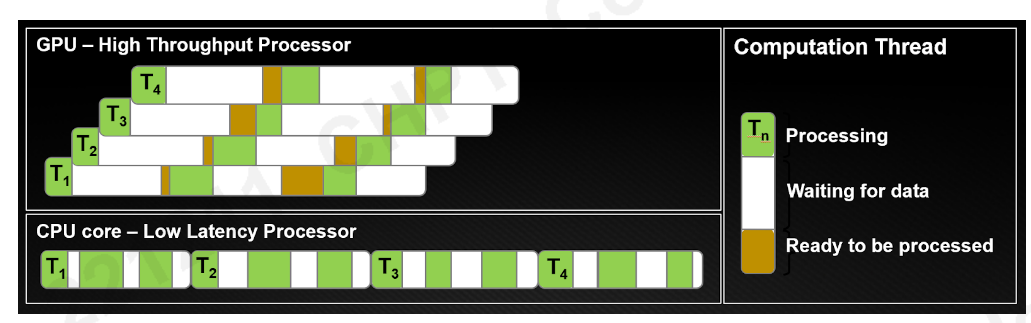 GPU – High Throughput Processor
T4
T3
T2
T1
CPU core – Low Latency Processor
T1 T2 T3 T4
Computation Thread
Tn Processing
Waiting for data
Ready to be processed